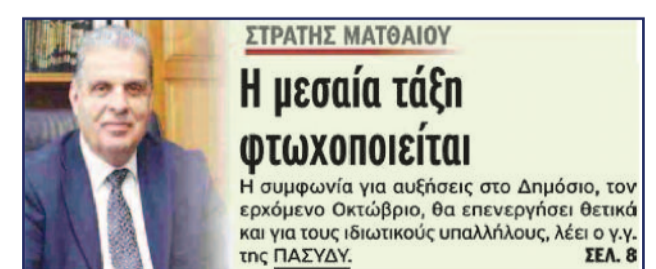 ΣΤΡΑΤΗΣ ΜΑΤΘΑΙΟΥ
Η μεσαία τάξη
φτωχοποιείται
Η συμφωνία για αυξήσεις στο Δημόσιο, τον
ερχόμενο Οκτώβριο, θα επενεργήσει θετικά
και για τους ιδιωτικούς υπαλλήλους, λέει ο γ.γ.
της ΠΑΣΥΔΥ. ΣΕΛ. 8